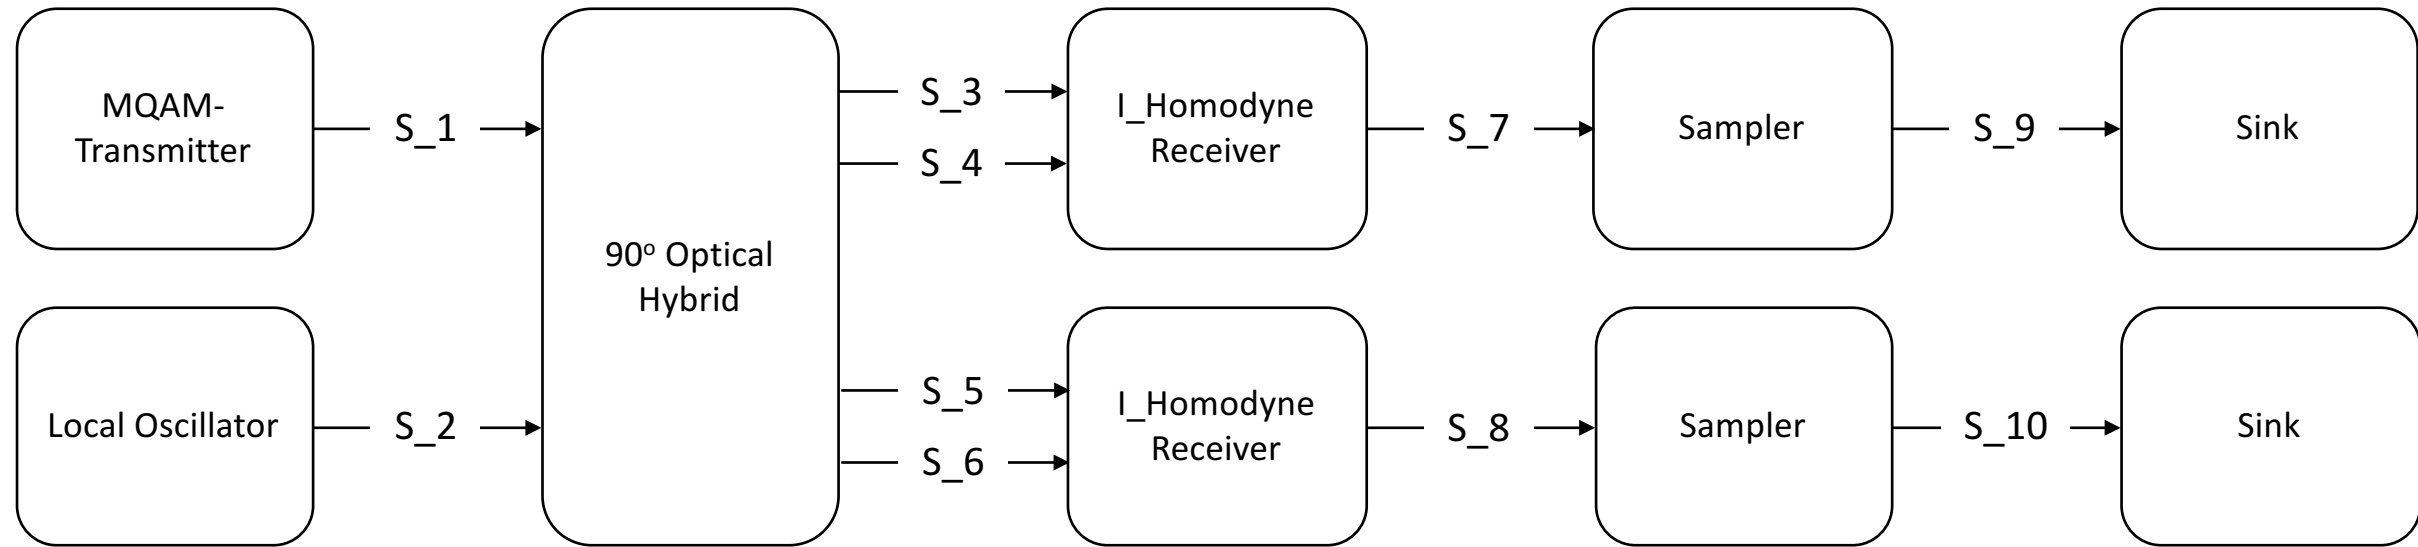 MQAM-
Transmitter
S_1
90º Optical
Hybrid
S_3
S_4
I_Homodyne
Receiver
S_7
Sampler
S_9
Sink
Local Oscillator
S_2
S_5
S_6
I_Homodyne
Receiver
S_8
Sampler
S_10
Sink